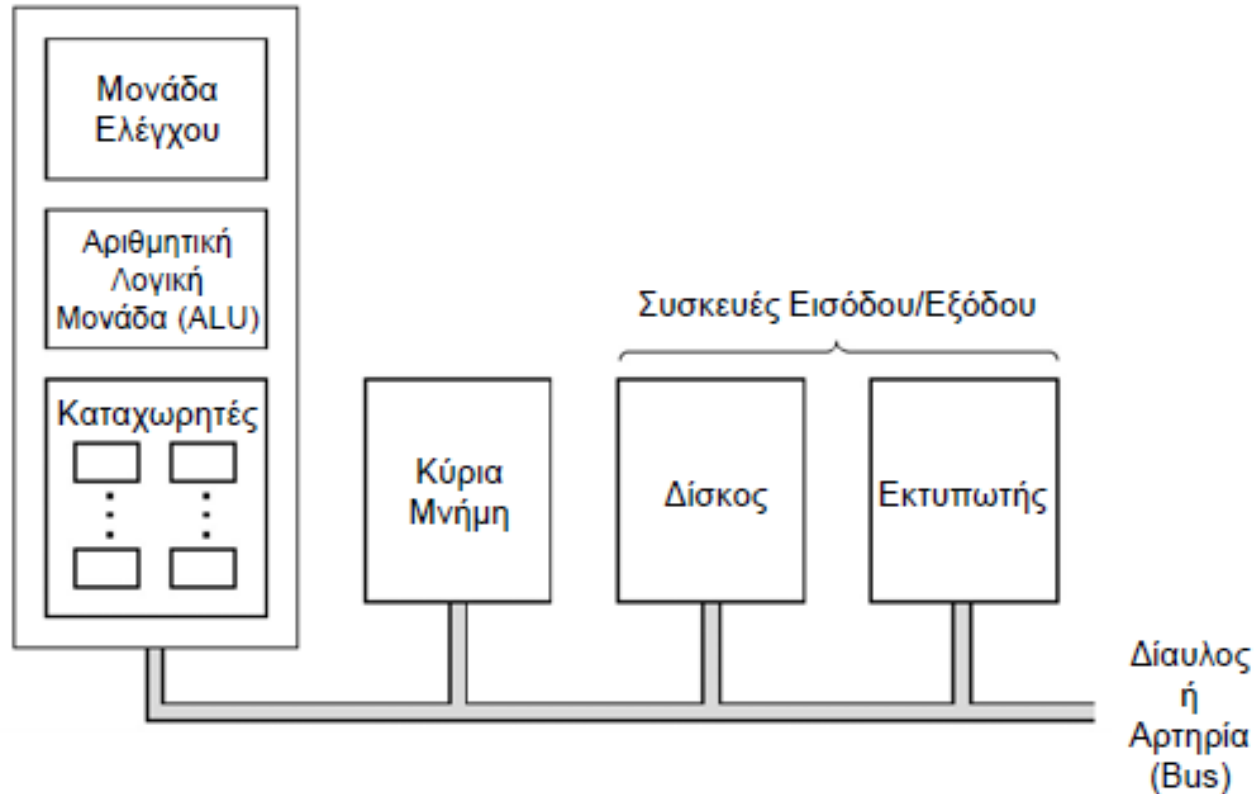 Μονάδα
Ελέγχου
Αριθμητική
Λογική
Μονάδα (ALU)
Καταχωρητές
Κύρια
Μνήμη
Συσκευές Εισόδου/Εξόδου
Δίσκος
Εκτυπωτής
Δίαυλος
ή
Αρτηρία
(Bus)